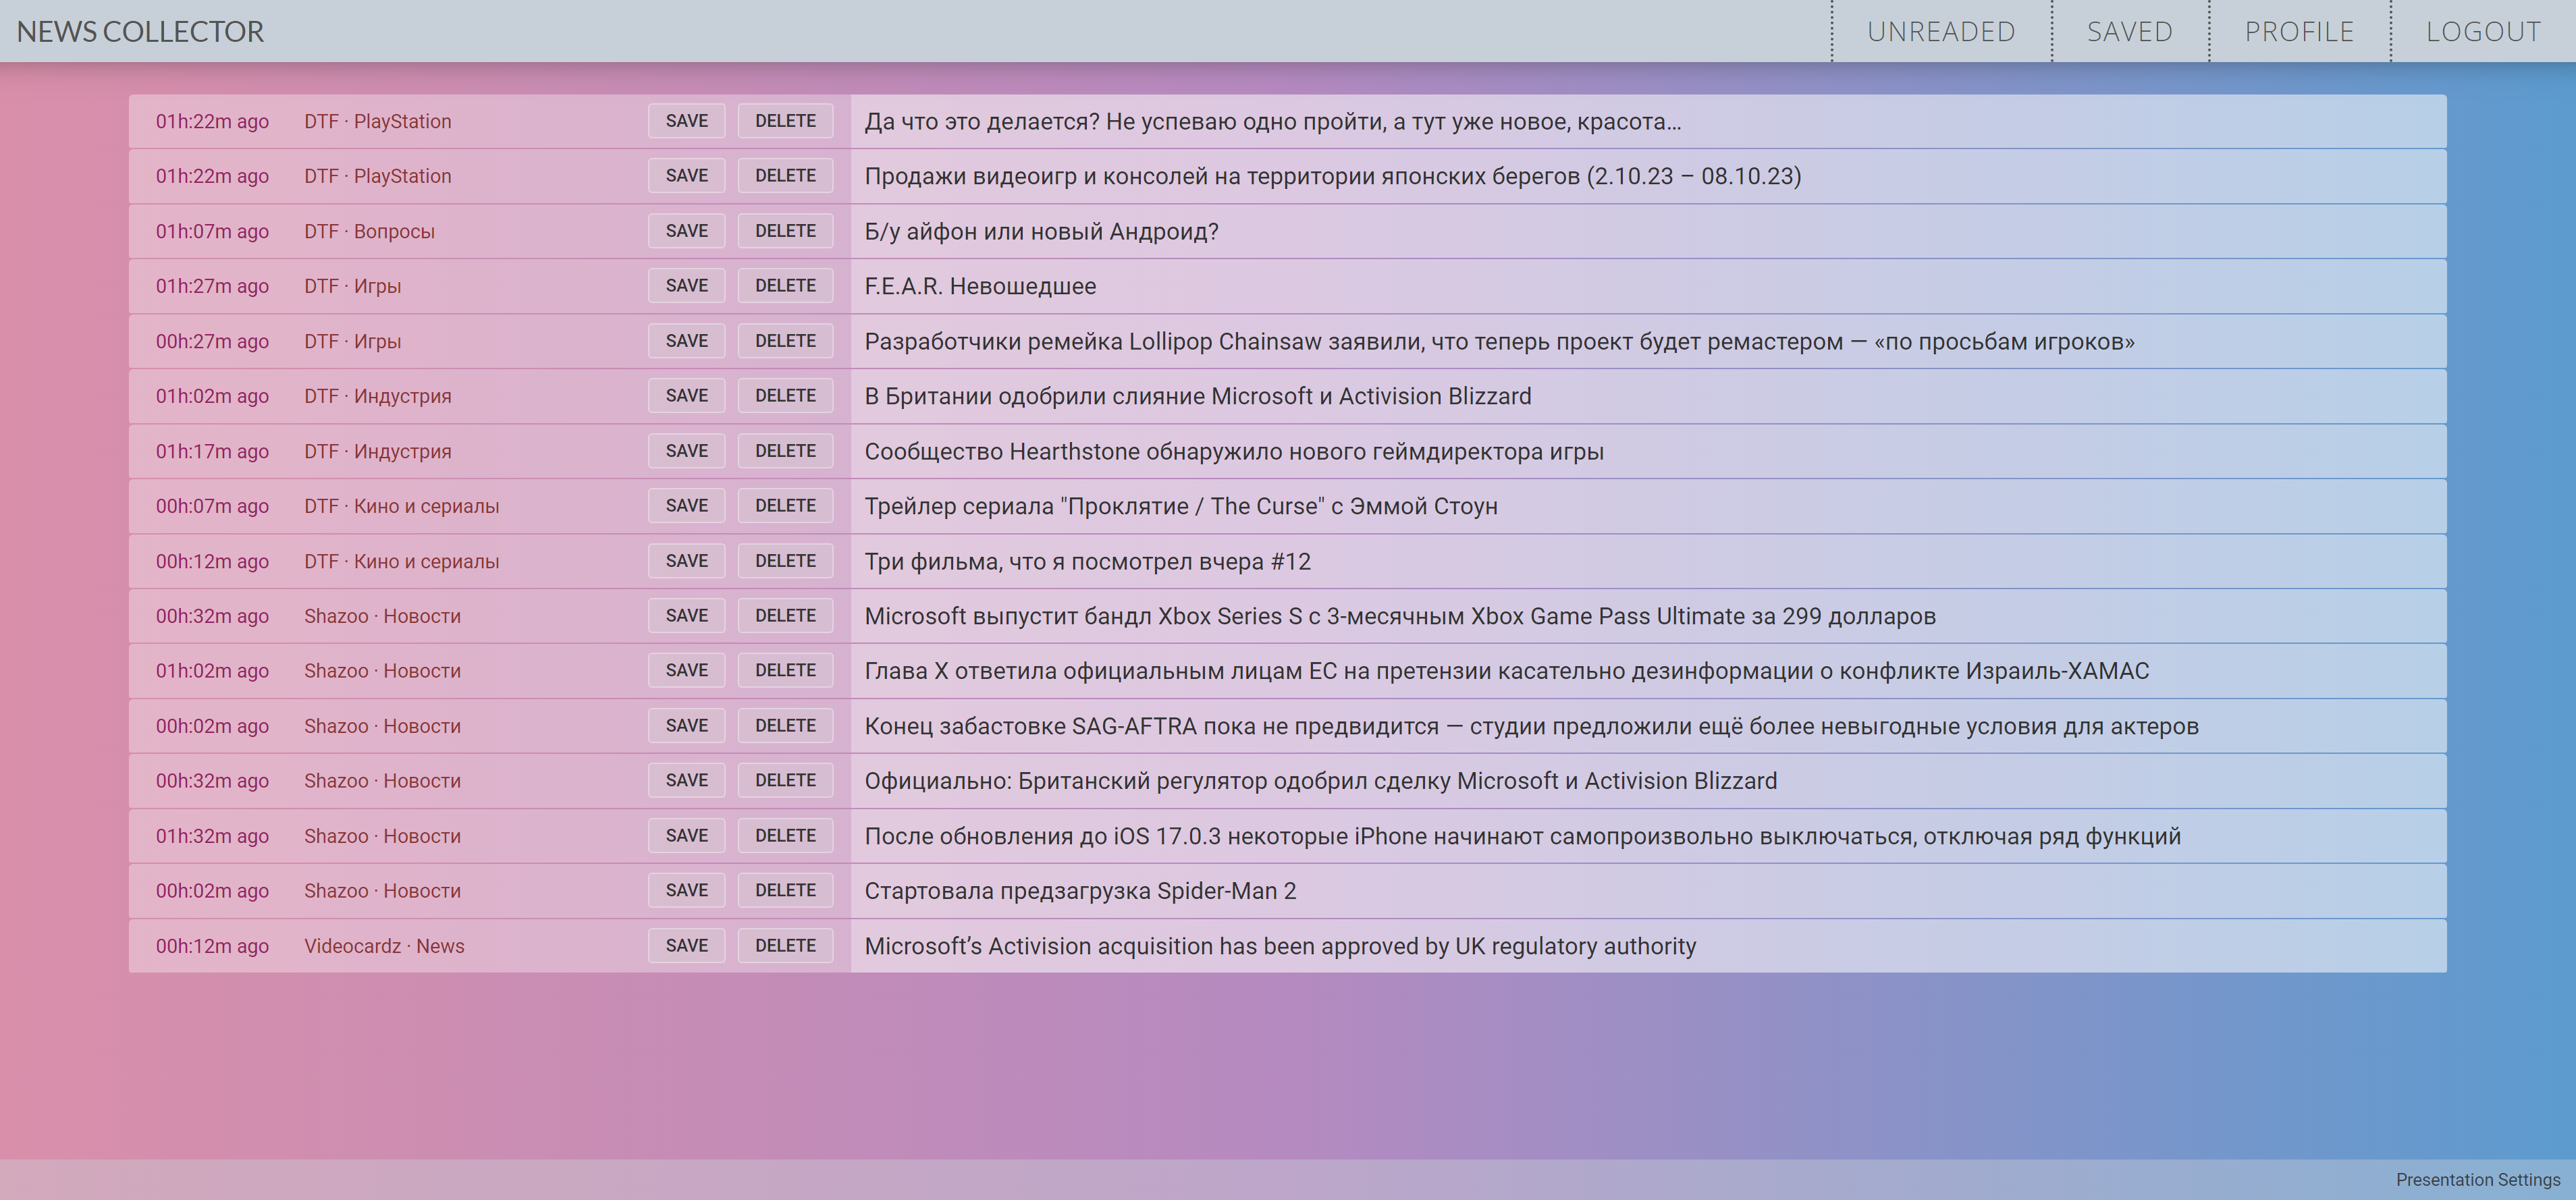 NEWS COLLECTOR UNREADED SAVED PROFILE LOGOUT
01h:22m ago DTF · PlayStation SAVE DELETE Да что это делается? Не успеваю одно пройти, а тут уже новое, красота...
01h:22m ago DTF · PlayStation SAVE DELETE Продажи видеоигр и консолей на территории японских берегов (2.10.23 – 08.10.23)
01h:07m ago DTF · Вопросы SAVE DELETE Б/у айфон или новый Андроид?
01h:27m ago DTF · Игры SAVE DELETE F.E.A.R. Невошедшее
00h:27m ago DTF · Игры SAVE DELETE Разработчики ремейка Lollipop Chainsaw заявили, что теперь проект будет ремастером — «по просьбам игроков»
01h:02m ago DTF · Индустрия SAVE DELETE В Британии одобрили слияние Microsoft и Activision Blizzard
01h:17m ago DTF · Индустрия SAVE DELETE Сообщество Hearthstone обнаружило нового геймдиректора игры
00h:07m ago DTF · Кино и сериалы SAVE DELETE Трейлер сериала "Проклятие / The Curse" с Эммой Стоун
00h:12m ago DTF · Кино и сериалы SAVE DELETE Три фильма, что я посмотрел вчера #12
00h:32m ago Shazoo · Новости SAVE DELETE Microsoft выпустит бандл Xbox Series S с 3-месячным Xbox Game Pass Ultimate за 299 долларов
01h:02m ago Shazoo · Новости SAVE DELETE Глава X ответила официальным лицам ЕС на претензии касательно дезинформации о конфликте Израиль-ХАМАС
00h:02m ago Shazoo · Новости SAVE DELETE Конец забастовке SAG-AFTRA пока не предвидится — студии предложили ещё более невыгодные условия для актеров
00h:32m ago Shazoo · Новости SAVE DELETE Официально: Британский регулятор одобрил сделку Microsoft и Activision Blizzard
01h:32m ago Shazoo · Новости SAVE DELETE После обновления до iOS 17.0.3 некоторые iPhone начинают самопроизвольно выключаться, отключая ряд функций
00h:02m ago Shazoo · Новости SAVE DELETE Стартовала предзагрузка Spider-Man 2
00h:12m ago Videocardz · News SAVE DELETE Microsoft’s Activision acquisition has been approved by UK regulatory authority
Presentation Settings